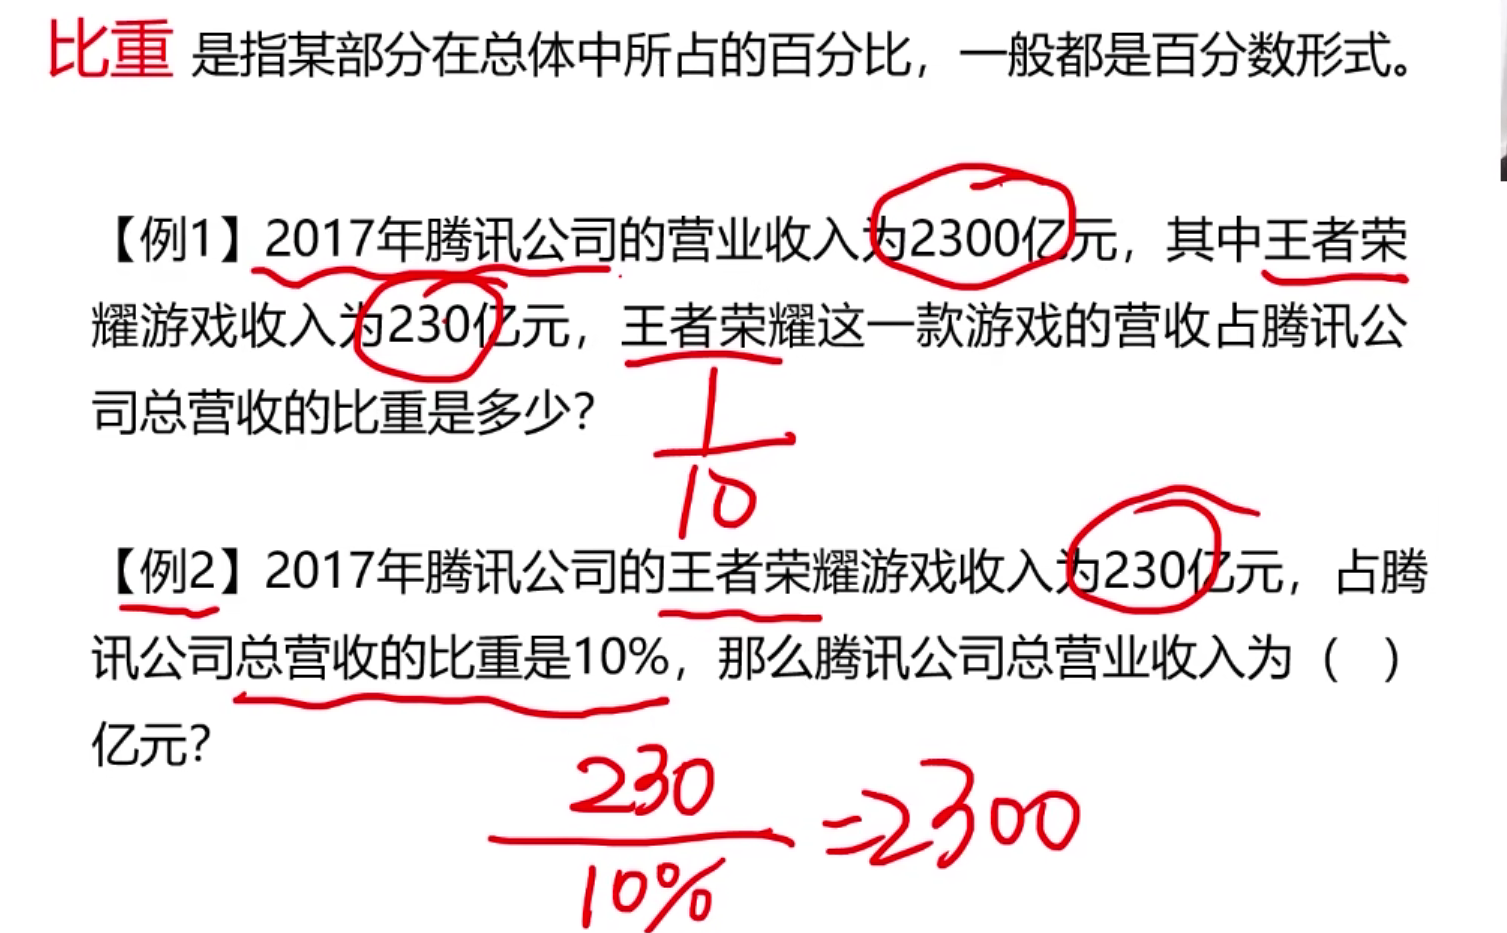 比重 是指某部分在总体中所占的百分比，一般都是百分数形式。
【例1】2017年腾讯公司的营业收入为2300亿元，其中王者荣
耀游戏收入为230亿元，王者荣耀这一款游戏的营收占腾讯公
司总营收的比重是多少？
1
10
【例2】2017年腾讯公司的王者荣耀游戏收入为230亿元，占腾
讯公司总营收的比重是10%，那么腾讯公司总营业收入为（ ）
亿元？
230
=2300
10%